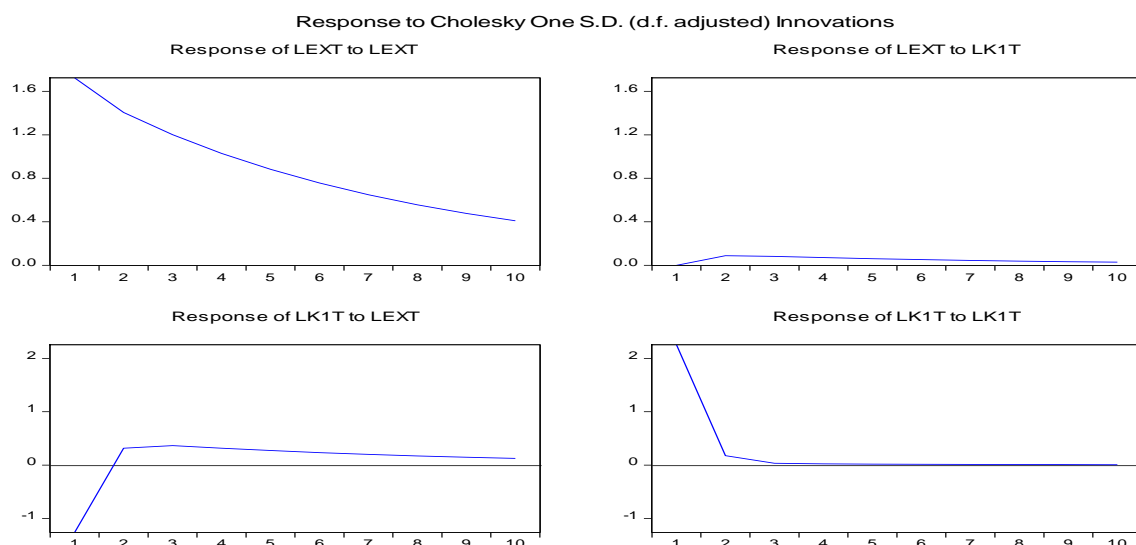 Response to Cholesky One S.D. (d.f. adjusted) Innovations
Response of LEXT to LEXT
1.6
1.2
0.8
0.4
0.0
1 2 3 4 5 6 7 8 9 10
Response of LEXT to LK1T
1.6
1.2
0.8
0.4
0.0
1 2 3 4 5 6 7 8 9 10
Response of LK1T to LEXT
2
1
0
-1
1 2 3 4 5 6 7 8 9 10
Response of LK1T to LK1T
2
1
0
-1
1 2 3 4 5 6 7 8 9 10